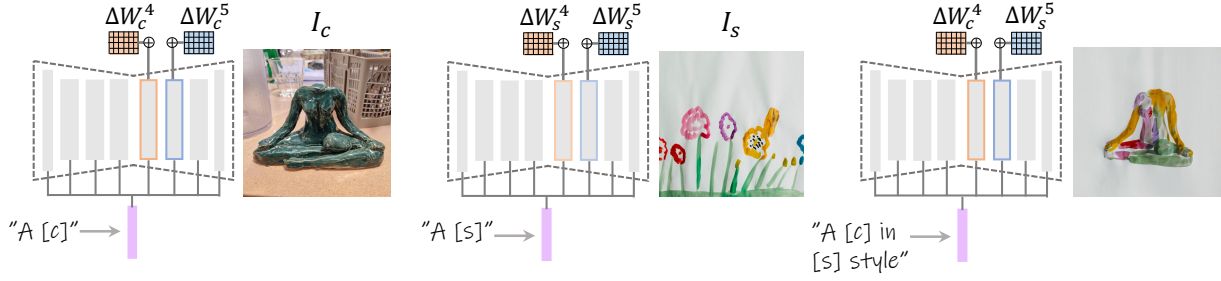 ΔW_c^4 ΔW_c^5 I_c
"A [c]"
ΔW_s^4 ΔW_s^5 I_s
"A [s]"
ΔW_c^4 ΔW_s^5
"A [c] in
[s] style"